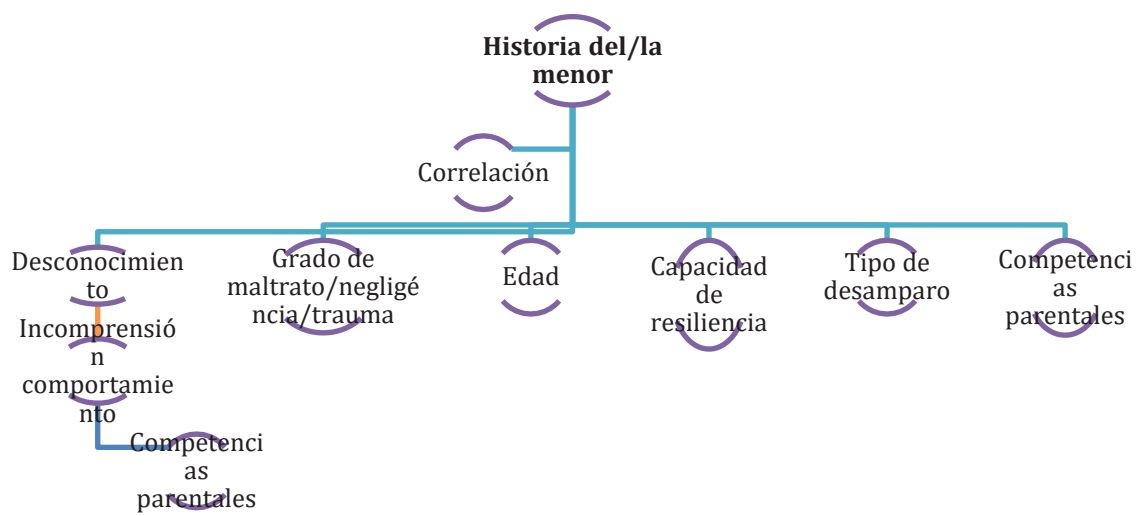 Historia del/la
menor
Correlación
Desconocimien
to
Grado de
maltrato/negligé
ncia/trauma
Edad
Capacidad
de
resiliencia
Tipo de
desamparo
Competenci
as
parentales
Incomprensió
n
comportamie
nto
Competenci
as
parentales